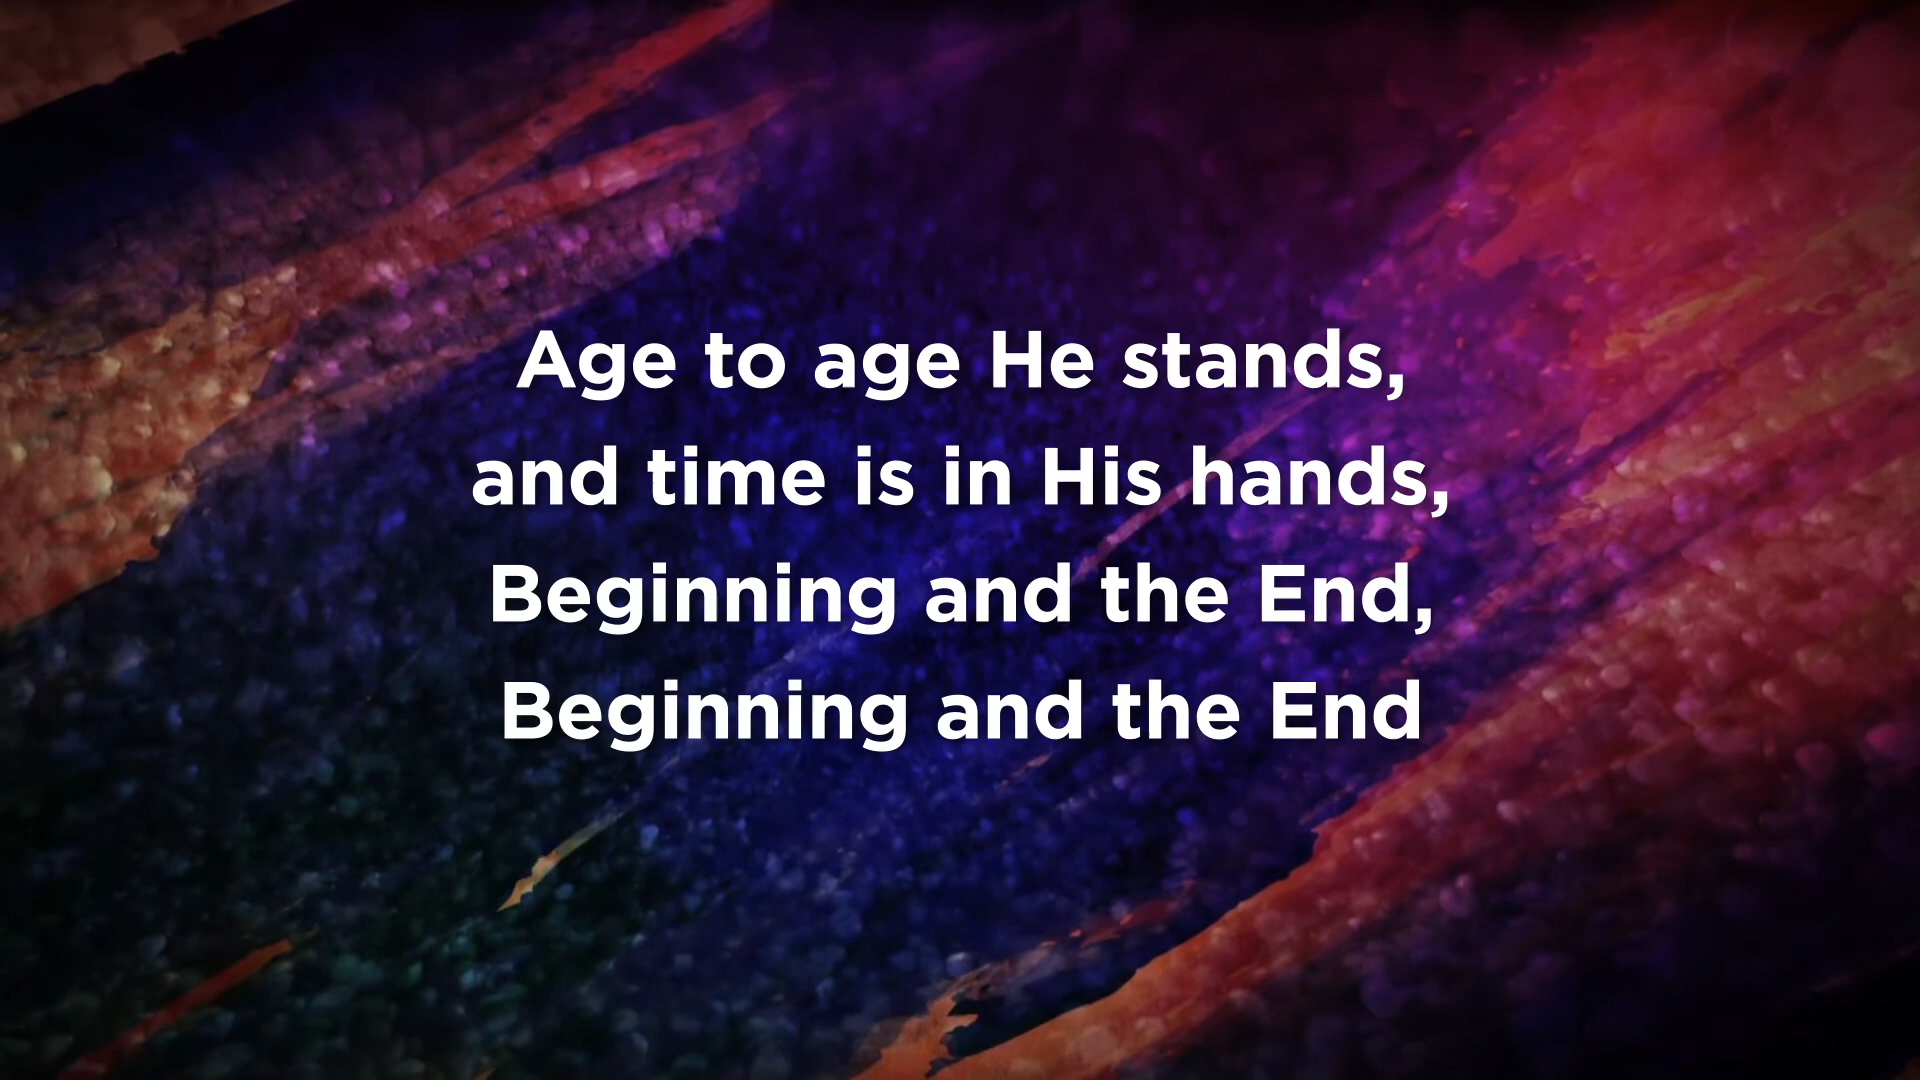 Age to age He stands,
and time is in His hands,
Beginning and the End,
Beginning and the End